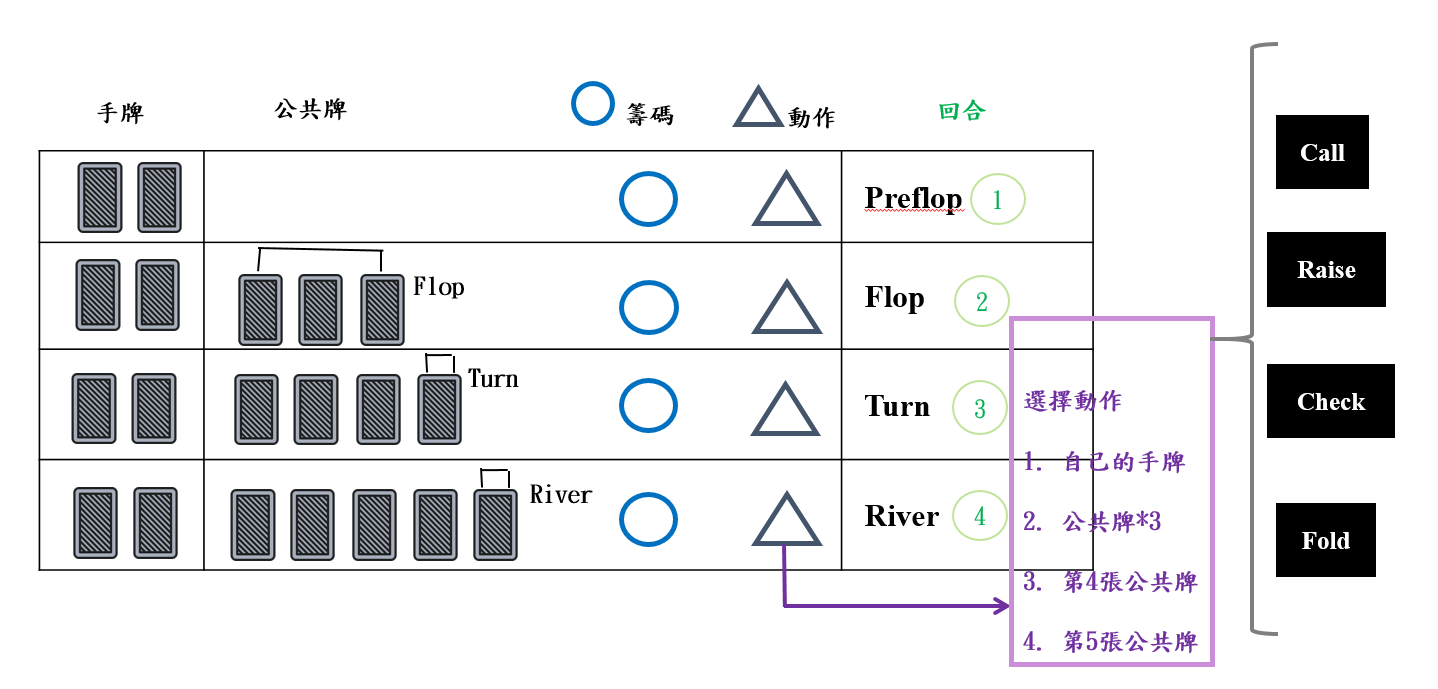 手牌
公共牌
籌碼
動作
回合
Preflop 1
Flop
Flop 2
Turn
Turn 3
River
River 4
選擇動作
1. 自己的手牌
2. 公共牌*3
3. 第4張公共牌
4. 第5張公共牌
Call
Raise
Check
Fold